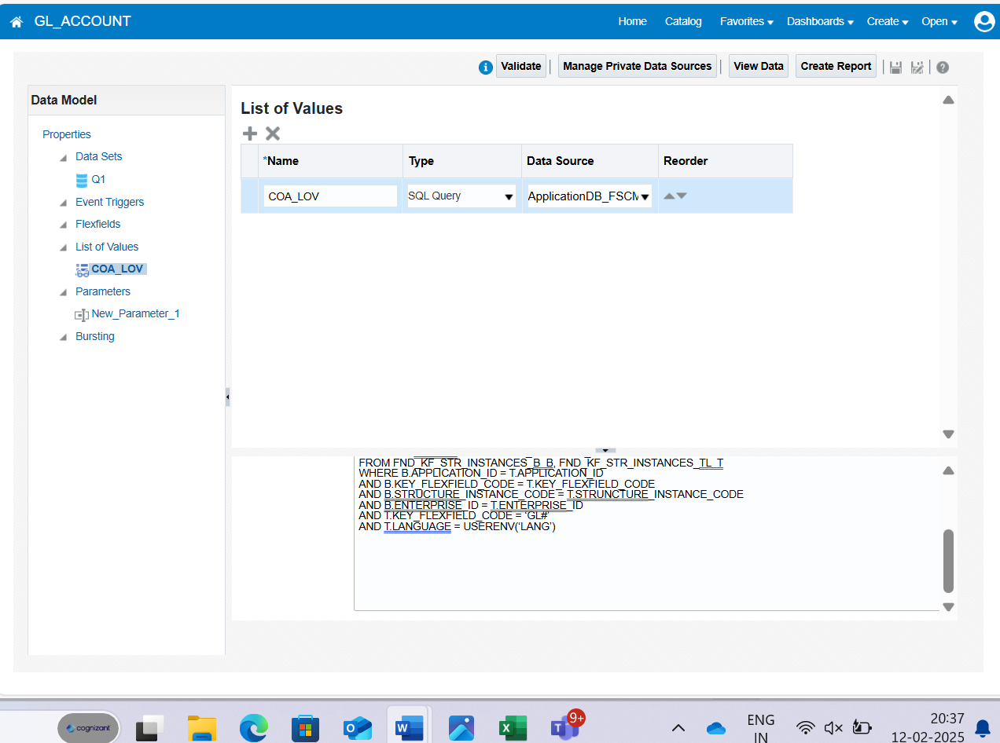 GL_ACCOUNT
Home Catalog Favorites Dashboards Create Open
Validate Manage Private Data Sources View Data Create Report
Data Model
Properties
Data Sets
Q1
Event Triggers
Flexfields
List of Values
COA_LOV
Parameters
New_Parameter_1
Bursting
List of Values
*Name Type Data Source Reorder
COA_LOV SQL Query ApplicationDB_FSCM
FROM FND_KF_STR_INSTANCES_B_B, FND_KF_STR_INSTANCES_TL_T
WHERE B.APPLICATION_ID = T.APPLICATION_ID
AND B.KEY_FLEXFIELD_CODE = T.KEY_FLEXFIELD_CODE
AND B.STRUCTURE_INSTANCE_CODE = T.STRUNCTURE_INSTANCE_CODE
AND B.ENTERPRISE_ID = T.ENTERPRISE_ID
AND T.KEY_FLEXFIELD_CODE = ‘GL#’
AND T.LANGUAGE = USERENV(‘LANG’)
cognizant
9+
ENG
IN
20:37
12-02-2025